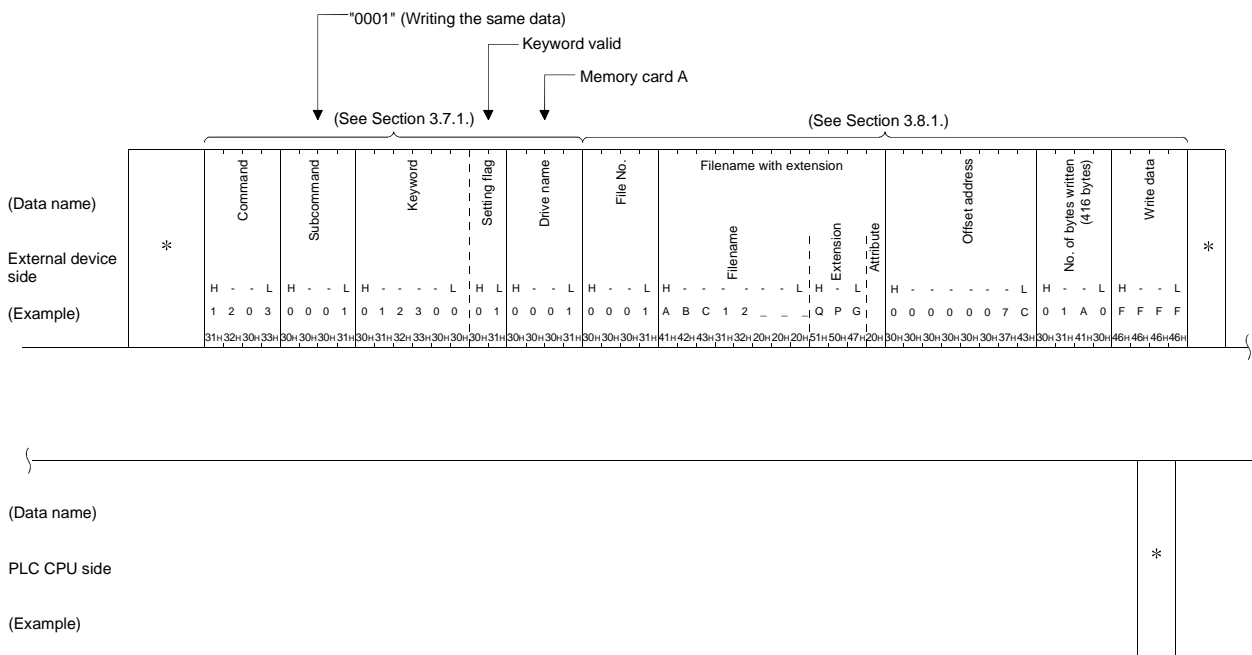 "0001" (Writing the same data)
Keyword valid
Memory card A
(See Section 3.7.1.)
(See Section 3.8.1.)
(Data name)
External device
side
(Example)
*
Command
H - - L
1 2 0 3
31H 32H 30H 33H
Subcommand
H - - L
0 0 0 1
30H 30H 30H 31H
Keyword
H - - - - L
0 1 2 3 0 0
30H 31H 32H 33H 30H 30H
Setting flag
H L
0 1
30H 31H
Drive name
H - - L
0 0 0 1
30H 30H 30H 31H
File No.
H - - L
0 0 0 1
30H 30H 30H 31H
Filename with extension
Filename
H - - - - - - L
A B C 1 2 _ _ _
41H 42H 43H 31H 32H 20H 20H 20H
Extension
H - L
Q P G
51H 50H 47H
Attribute
20H
Offset address
H - - - - - - L
0 0 0 0 0 0 7 C
30H 30H 30H 30H 30H 30H 37H 43H
No. of bytes written
(416 bytes)
H - - L
0 1 A 0
30H 31H 41H 30H
Write data
H - - L
F F F F
46H 46H 46H 46H
*
(Data name)
PLC CPU side
(Example)
*